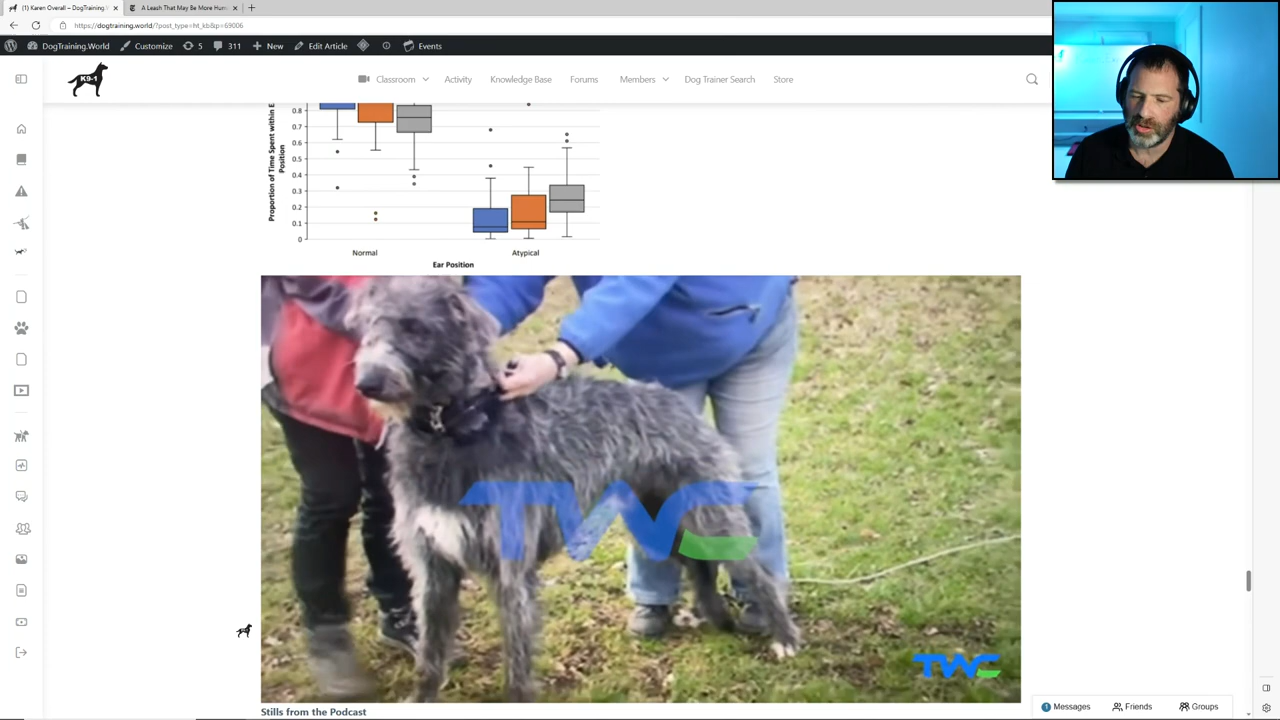 (1) Karen Overall – DogTraining
A Leash That May Be More Hum
https://dogtraining.world/?post_type=ht_kb&p=69006
DogTraining.World
Customize
5
311
New
Edit Article
Events
K9-1
Classroom
Activity
Knowledge Base
Forums
Members
Dog Trainer Search
Store
Proportion of Time Spent within E
Position
0.8
0.7
0.6
0.5
0.4
0.3
0.2
0.1
0
Normal
Atypical
Ear Position
TWC
TWC
Stills from the Podcast
1 Messages
Friends
Groups